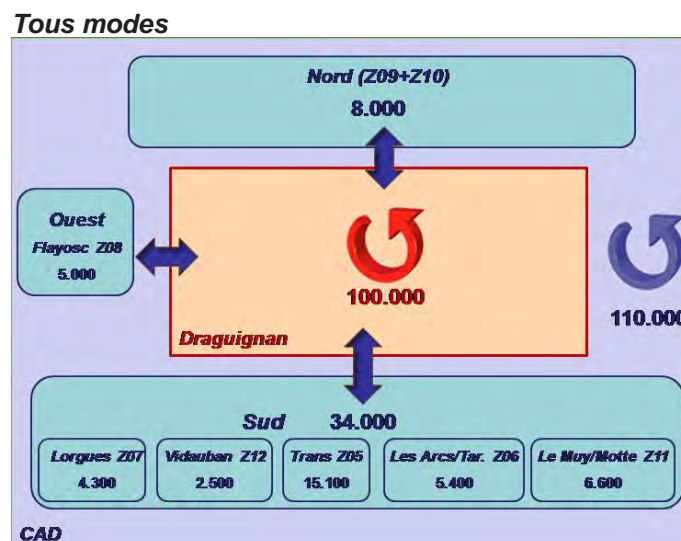 Tous modes
Nord (Z09+Z10)
8.000
Ouest
Flayosc Z08
5.000
100.000
110.000
Draguignan
Sud 34.000
Lorgues Z07
4.300
Vidauban Z12
2.500
Trans Z05
15.100
Les Arcs/Tar. Z06
5.400
Le Muy/Motte Z11
6.600
CAD